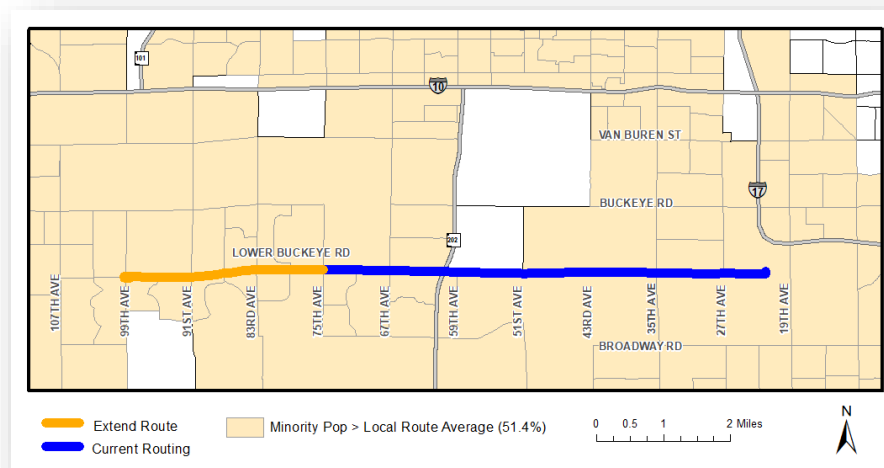 101
10
VAN BUREN ST
17
BUCKEYE RD
202
LOWER BUCKEYE RD
107TH AVE
99TH AVE
91ST AVE
83RD AVE
75TH AVE
67TH AVE
59TH AVE
51ST AVE
43RD AVE
35TH AVE
27TH AVE
19TH AVE
BROADWAY RD
Extend Route
Current Routing
Minority Pop > Local Route Average (51.4%)
0 0.5 1 2 Miles
N